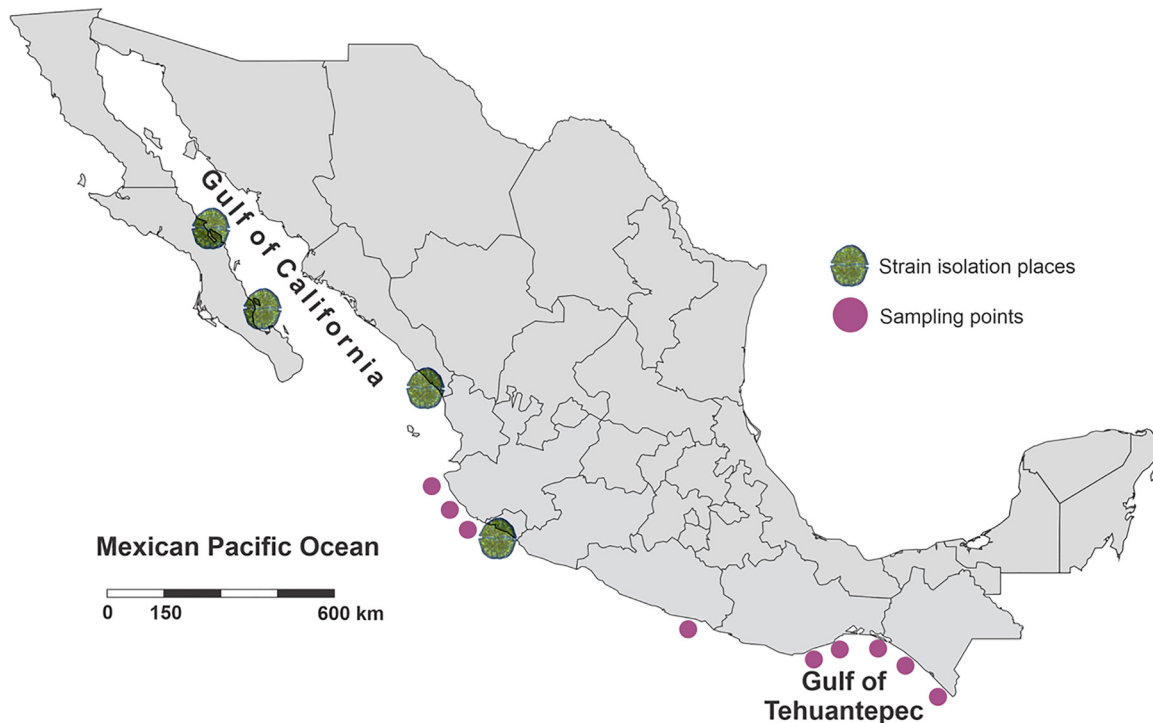 Gulf of California
Strain isolation places
Sampling points
Mexican Pacific Ocean
0 150 600 km
Gulf of
Tehuantepec